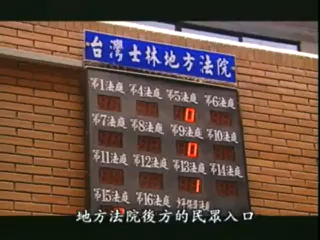 台灣士林地方法院
第1法庭 第4法庭 第5法庭 第6法庭
0
第7法庭 第8法庭 第9法庭 第10法庭
0
第11法庭 第12法庭 第13法庭 第14法庭
1
第15法庭 第16法庭
地方法院後方的民眾入口